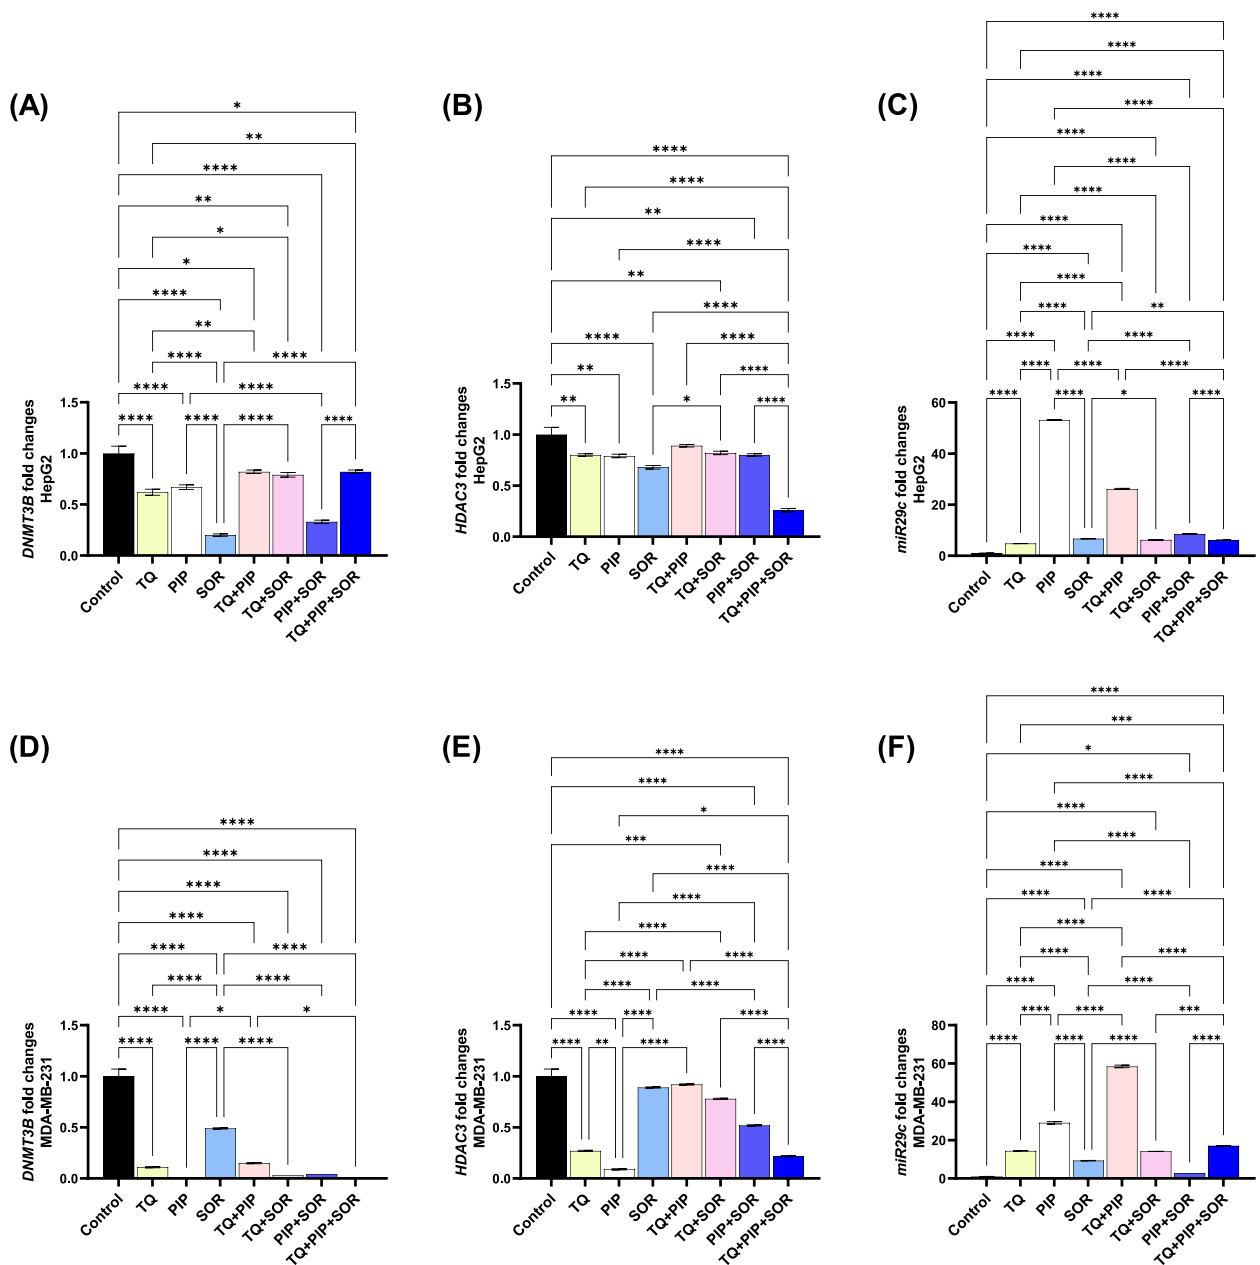 (A)
*
**
****
**
*
*
****
**
**** ****
**** ****
**** **** **** ****
DNMT3B fold changes
HepG2
1.5
1.0
0.5
0.0
Control
TQ
PIP
SOR
TQ+PIP
TQ+SOR
PIP+SOR
TQ+PIP+SOR
(B)
****
****
**
****
**
****
**** ****
** ****
** * ****
HDAC3 fold changes
HepG2
1.5
1.0
0.5
0.0
Control
TQ
PIP
SOR
TQ+PIP
TQ+SOR
PIP+SOR
TQ+PIP+SOR
(C)
****
****
****
****
****
****
****
****
****
****
**** **
**** ****
**** **** ****
**** **** * ****
miR29c fold changes
HepG2
60
40
20
0
Control
TQ
PIP
SOR
TQ+PIP
TQ+SOR
PIP+SOR
TQ+PIP+SOR
(D)
****
****
****
****
**** ****
**** ****
**** * *
**** **** ****
DNMT3B fold changes
MDA-MB-231
1.5
1.0
0.5
0.0
Control
TQ
PIP
SOR
TQ+PIP
TQ+SOR
PIP+SOR
TQ+PIP+SOR
(E)
****
****
*
***
****
****
****
**** ****
**** ****
**** **** ****
**** ** **** ****
HDAC3 fold changes
MDA-MB-231
1.5
1.0
0.5
0.0
Control
TQ
PIP
SOR
TQ+PIP
TQ+SOR
PIP+SOR
TQ+PIP+SOR
(F)
****
***
*
****
****
****
****
**** ****
****
**** ****
**** ****
**** **** ***
**** **** **** ****
miR29c fold changes
MDA-MB-231
80
60
40
20
0
Control
TQ
PIP
SOR
TQ+PIP
TQ+SOR
PIP+SOR
TQ+PIP+SOR